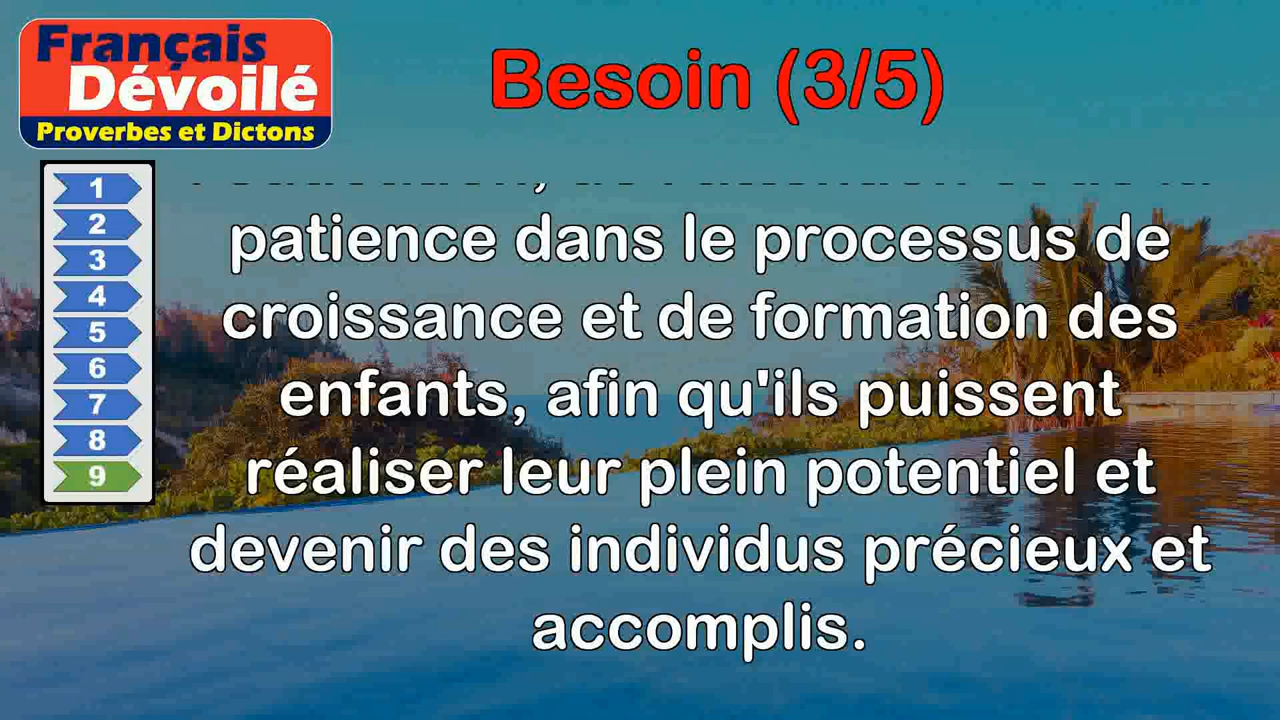 Français
Dévoilé
Proverbes et Dictons
Besoin (3/5)
1
2
3
4
5
6
7
8
9
patience dans le processus de
croissance et de formation des
enfants, afin qu'ils puissent
réaliser leur plein potentiel et
devenir des individus précieux et
accomplis.